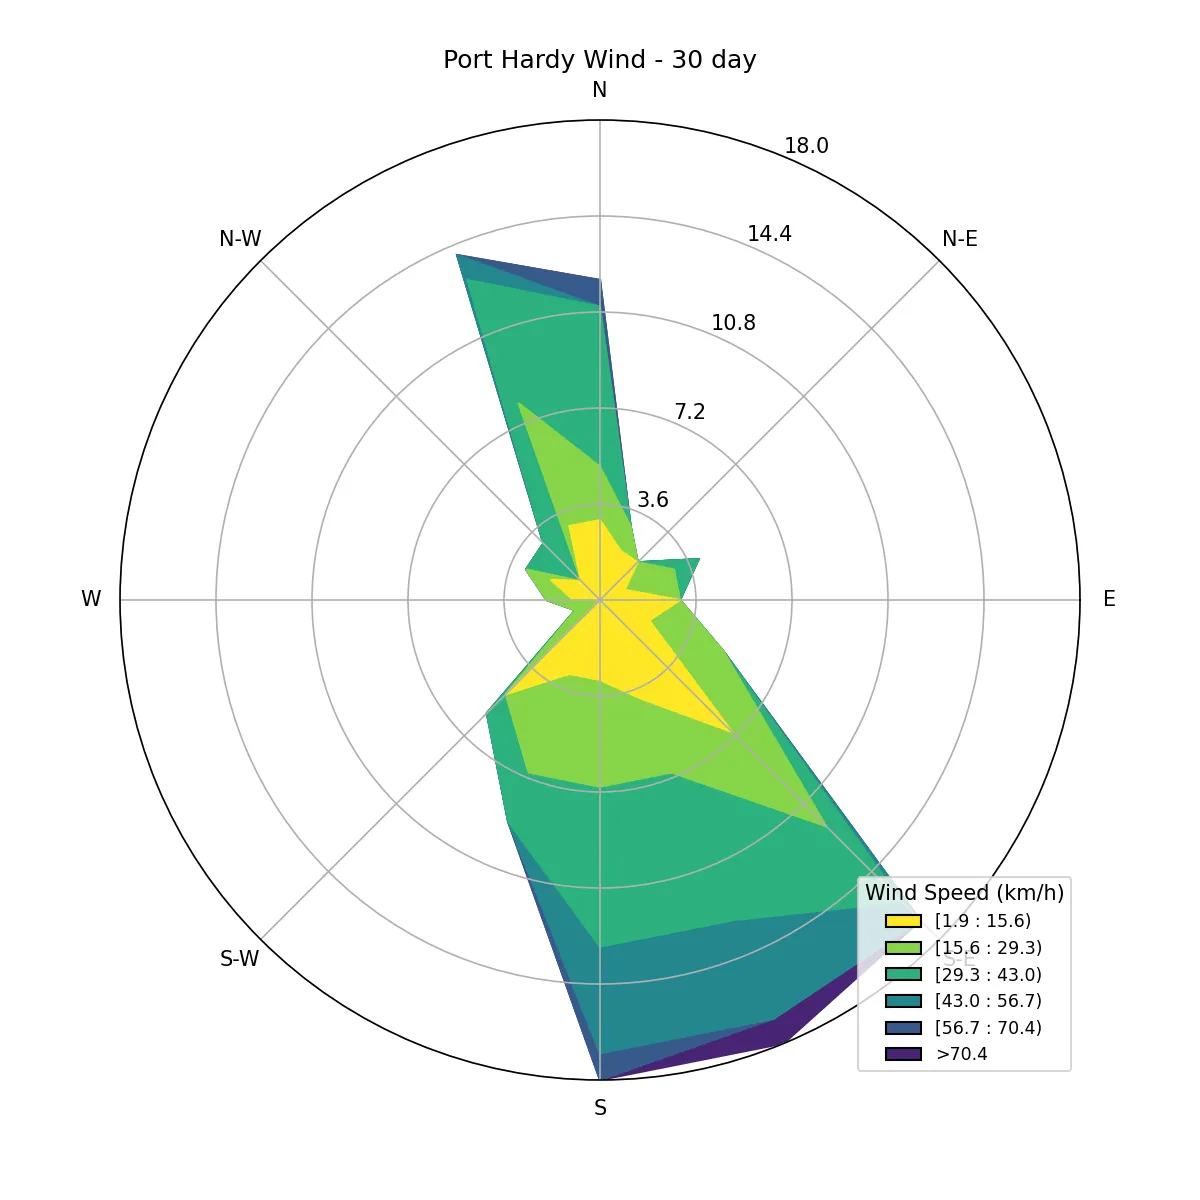 Port Hardy Wind - 30 day
N
18.0
14.4
N-W
N-E
10.8
7.2
3.6
W
E
Wind Speed (km/h)
[1.9 : 15.6)
[15.6 : 29.3)
S-W
S-E
[29.3 : 43.0)
[43.0 : 56.7)
[56.7 : 70.4)
>70.4
S